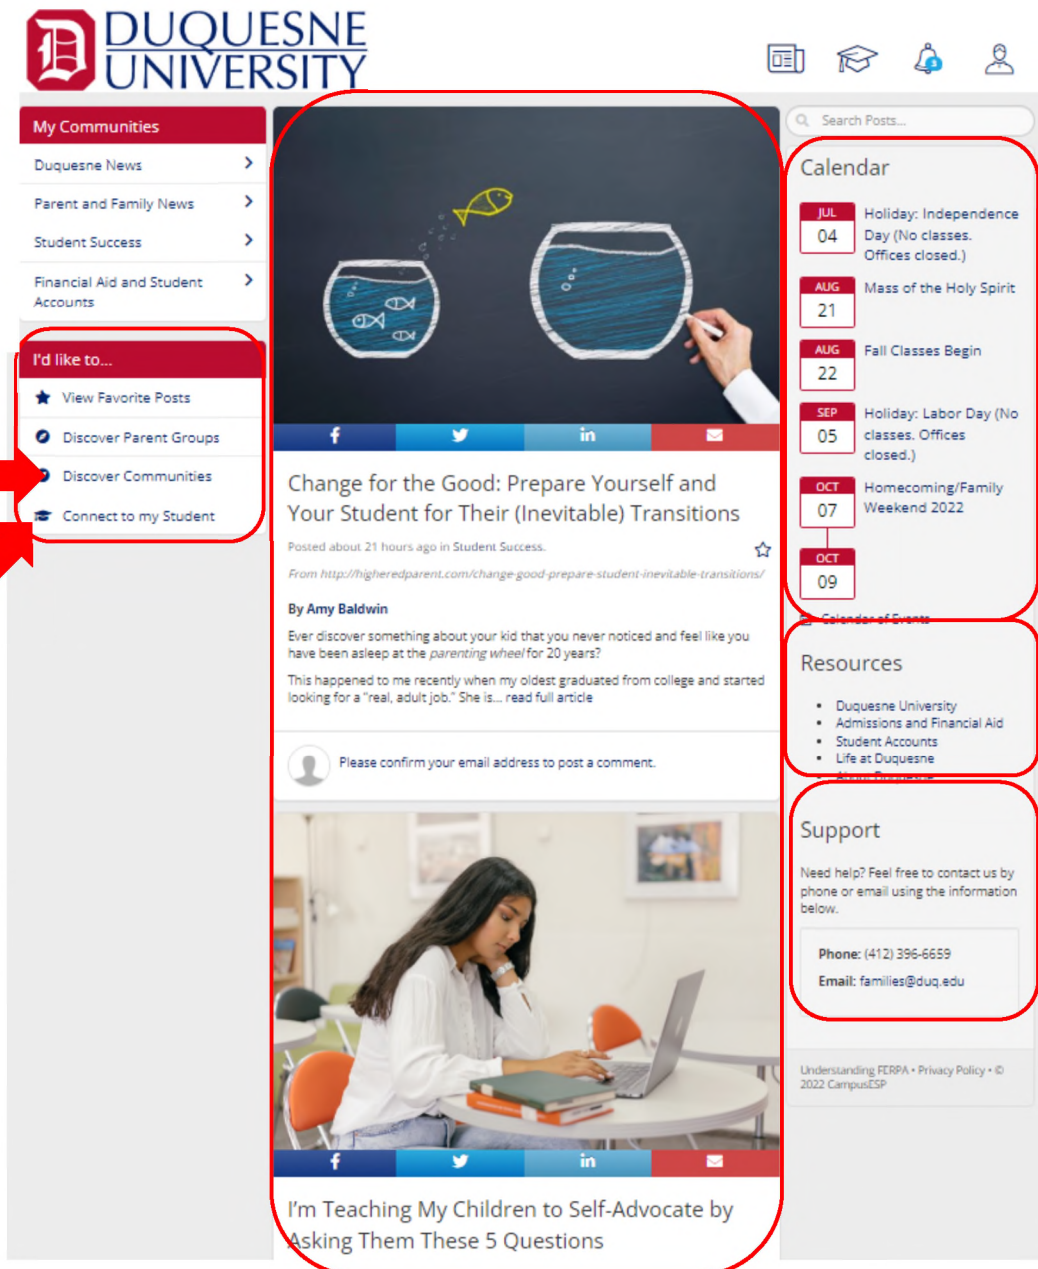 DUQUESNE
UNIVERSITY
My Communities
Duquesne News
Parent and Family News
Student Success
Financial Aid and Student
Accounts
I'd like to...
View Favorite Posts
Discover Parent Groups
Discover Communities
Connect to my Student
Change for the Good: Prepare Yourself and
Your Student for Their (Inevitable) Transitions
Posted about 21 hours ago in Student Success.
From http://higheredparent.com/change-good-prepare-student-inevitable-transitions/
By Amy Baldwin
Ever discover something about your kid that you never noticed and feel like you
have been asleep at the parenting wheel for 20 years?
This happened to me recently when my oldest graduated from college and started
looking for a "real, adult job." She is... read full article
Please confirm your email address to post a comment.
I'm Teaching My Children to Self-Advocate by
Asking Them These 5 Questions
Search Posts...
Calendar
JUL
04
Holiday: Independence
Day (No classes.
Offices closed.)
AUG
21
Mass of the Holy Spirit
AUG
22
Fall Classes Begin
SEP
05
Holiday: Labor Day (No
classes. Offices
closed.)
OCT
07
Homecoming/Family
Weekend 2022
OCT
09
Calendar of Events
Resources
Duquesne University
Admissions and Financial Aid
Student Accounts
Life at Duquesne
About Duquesne
Support
Need help? Feel free to contact us by
phone or email using the information
below.
Phone: (412) 396-6659
Email: families@duq.edu
Understanding FERPA • Privacy Policy • ©
2022 CampusESP